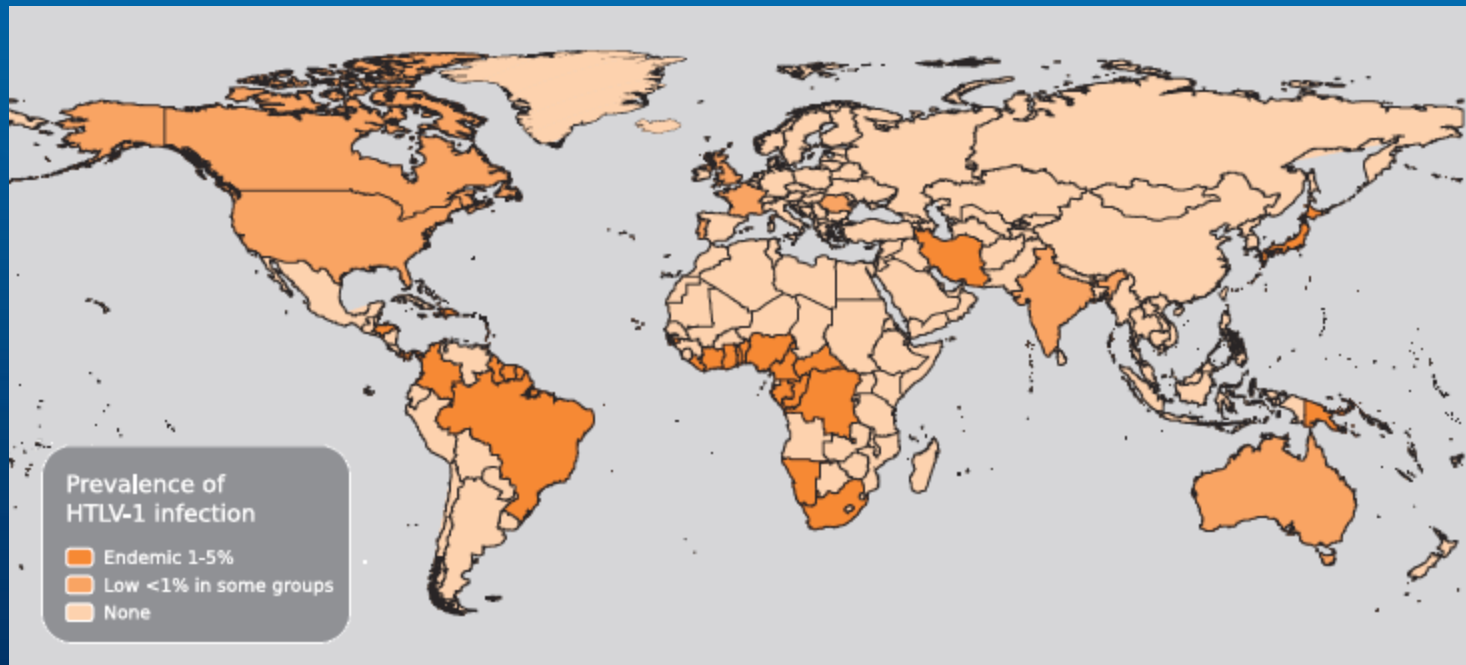 Prevalence of
HTLV-1 infection
Endemic 1-5%
Low <1% in some groups
None